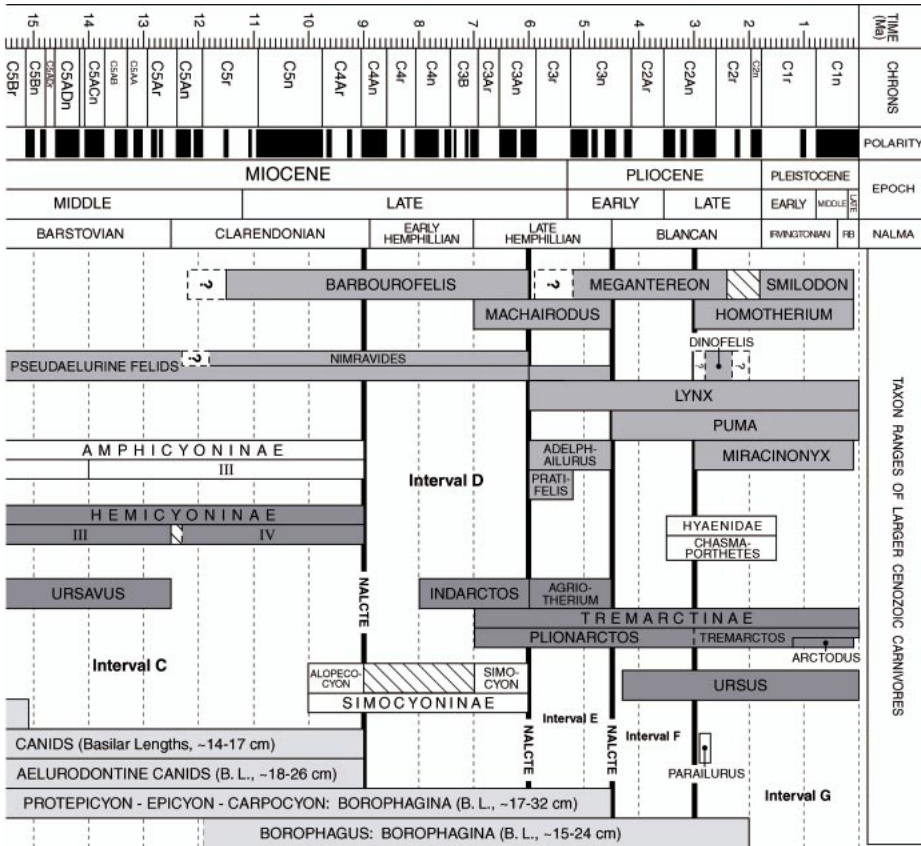 15 14 13 12 11 10 9 8 7 6 5 4 3 2 1
TIME
(Ma)
C5Br
C5Bn
C5ADr
C5ADn
C5ACn
C5AB
C5AA
C5Ar
C5An
C5r
C5n
C4Ar
C4An
C4r
C4n
C3B
C3Ar
C3An
C3r
C3n
C2Ar
C2An
C2r
C2n
C1r
C1n
CHRONS
POLARITY
MIOCENE PLIOCENE PLEISTOCENE
EPOCH
MIDDLE LATE EARLY LATE EARLY MIDDLE LATE
BARSTOVIAN CLARENDONIAN EARLY HEMPHILLIAN LATE HEMPHILLIAN BLANCAN IRVINGTONIAN RB NALMA
? BARBOUROFELIS ? MEGANTEREON SMILODON
MACHAIRODUS HOMOTHERIUM
DINOFELIS
PSEUDAELURINE FELIDS ? NIMRAVIDES ? ?
LYNX
PUMA
AMPHICYONINAE ADELPH-
AILURUS MIRACINONYX
III
Interval D
PRATI-
FELIS
HEMICYONINAE
III IV
HYAENIDAE
CHASMA-
PORTHETES
URSAVUS NALCTE INDARCTOS AGRIO-
THERIUM
TREMARCTINAE
PLIONARCTOS TREMARCTOS
ARCTODUS
Interval C
ALOPECO-
CYON
SIMO-
CYON
SIMOCYONINAE
URSUS
Interval E
NALCTE
NALCTE
Interval F
PARAILURUS
Interval G
CANIDS (Basilar Lengths, ~14-17 cm)
AELURODONTINE CANIDS (B. L., ~18-26 cm)
PROTEPICYON - EPICYON - CARPOCYON: BOROPHAGINA (B. L., ~17-32 cm)
BOROPHAGUS: BOROPHAGINA (B. L., ~15-24 cm)
TAXON RANGES OF LARGER CENOZOIC CARNIVORES